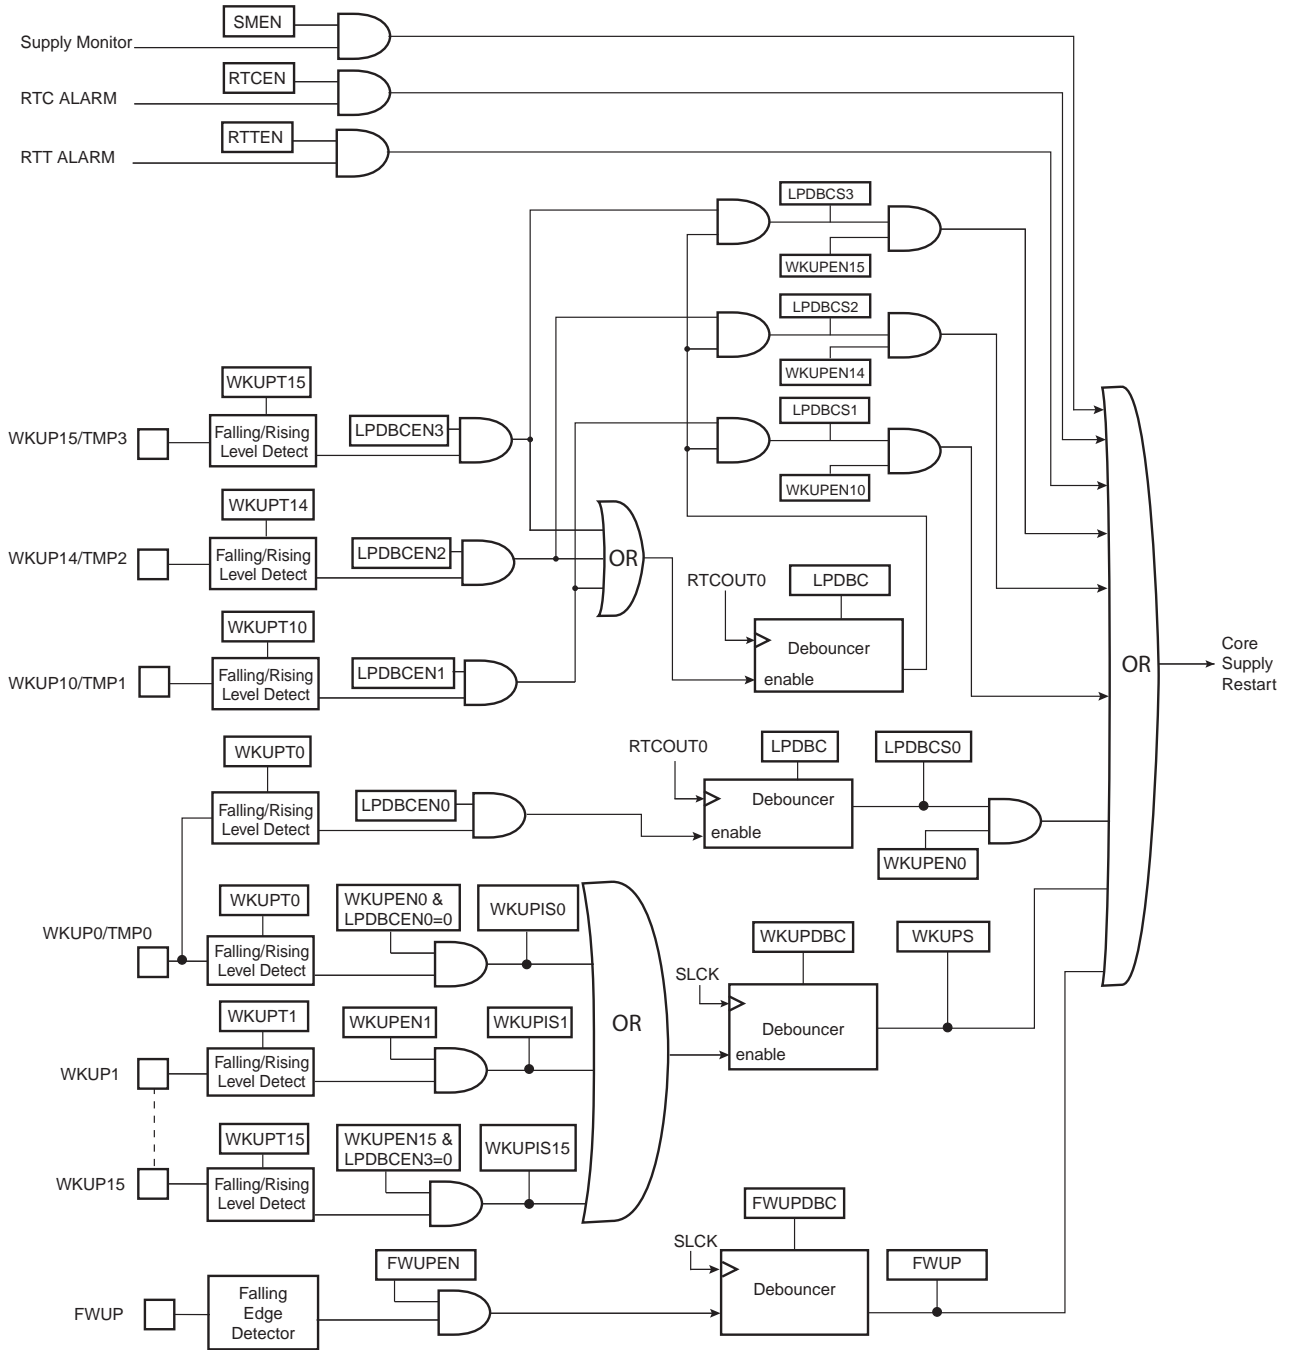 SMEN
Supply Monitor
RTCEN
RTC ALARM
RTTEN
RTT ALARM
LPDBCS3
WKUPEN15
LPDBCS2
WKUPEN14
LPDBCS1
WKUPEN10
WKUPT15
WKUP15/TMP3
Falling/Rising
Level Detect
LPDBCEN3
WKUPT14
WKUP14/TMP2
Falling/Rising
Level Detect
LPDBCEN2
OR
RTCOUT0
LPDBC
Debouncer
enable
WKUPT10
WKUP10/TMP1
Falling/Rising
Level Detect
LPDBCEN1
OR
Core
Supply
Restart
WKUPT0
Falling/Rising
Level Detect
LPDBCEN0
RTCOUT0
LPDBC
LPDBCS0
Debouncer
enable
WKUPEN0
WKUP0/TMP0
WKUPT0
Falling/Rising
Level Detect
WKUPEN0 &
LPDBCEN0=0
WKUPIS0
OR
WKUPDBC
WKUPS
SLCK
Debouncer
enable
WKUP1
WKUPT1
Falling/Rising
Level Detect
WKUPEN1
WKUPIS1
WKUP15
WKUPT15
Falling/Rising
Level Detect
WKUPEN15 &
LPDBCEN3=0
WKUPIS15
FWUPDBC
SLCK
Debouncer
FWUP
FWUPEN
FWUP
Falling
Edge
Detector